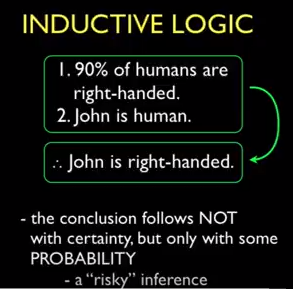 INDUCTIVE LOGIC
1. 90% of humans are
right-handed.
2. John is human.
∴ John is right-handed.
- the conclusion follows NOT
with certainty, but only with some
PROBABILITY
- a “risky” inference